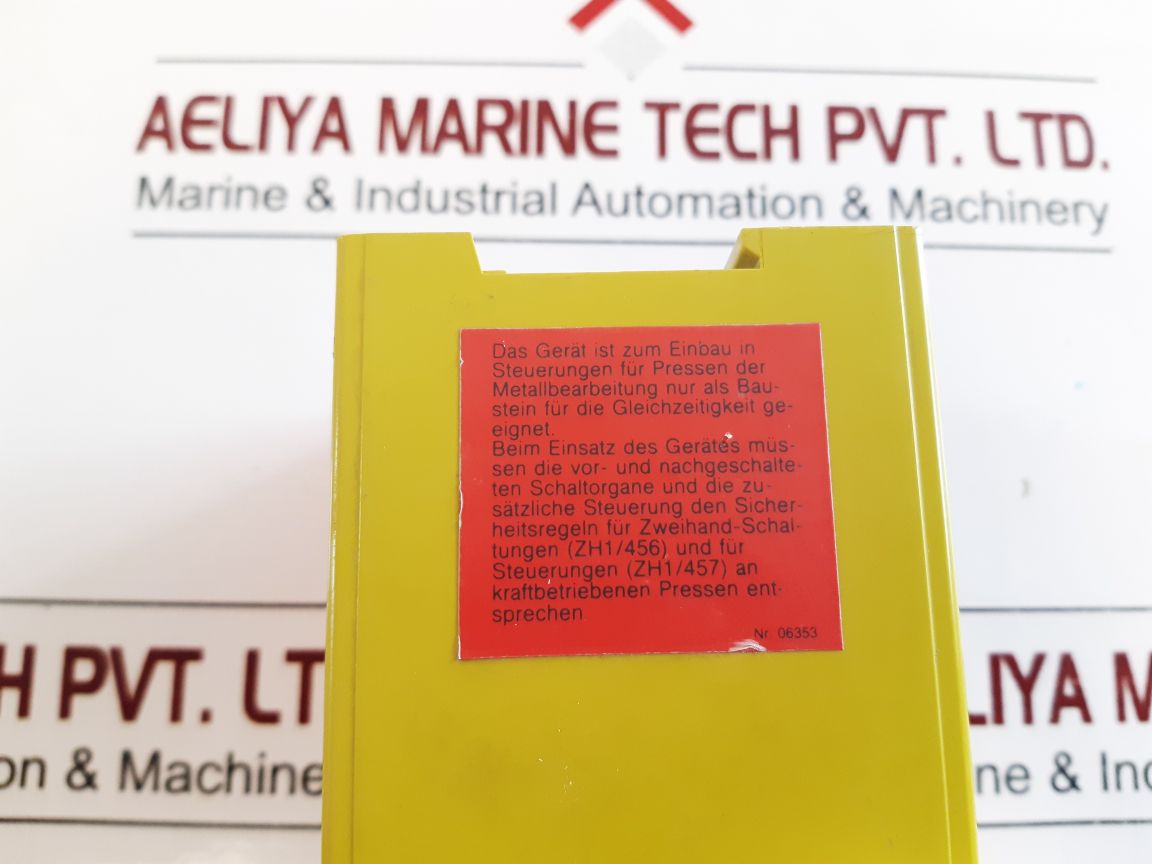 AELIYA MARINE TECH PVT. LTD.
Marine & Industrial Automation & Machinery
Das Gerät ist zum Einbau in
Steuerungen für Pressen der
Metallbearbeitung nur als Bau-
stein für die Gleichzeitigkeit ge-
eignet.
Beim Einsatz des Gerätes müs-
sen die vor- und nachgeschalte-
ten Schaltorgane und die zu-
sätzliche Steuerung den Sicher-
heitsregeln für Zweihand-Schal-
tungen (ZH1/456) und für
Steuerungen (ZH1/457) an
kraftbetriebenen Pressen ent-
sprechen.
Nr. 06353
H PVT. LT
on & Machine
LIYA M
ne & Ind